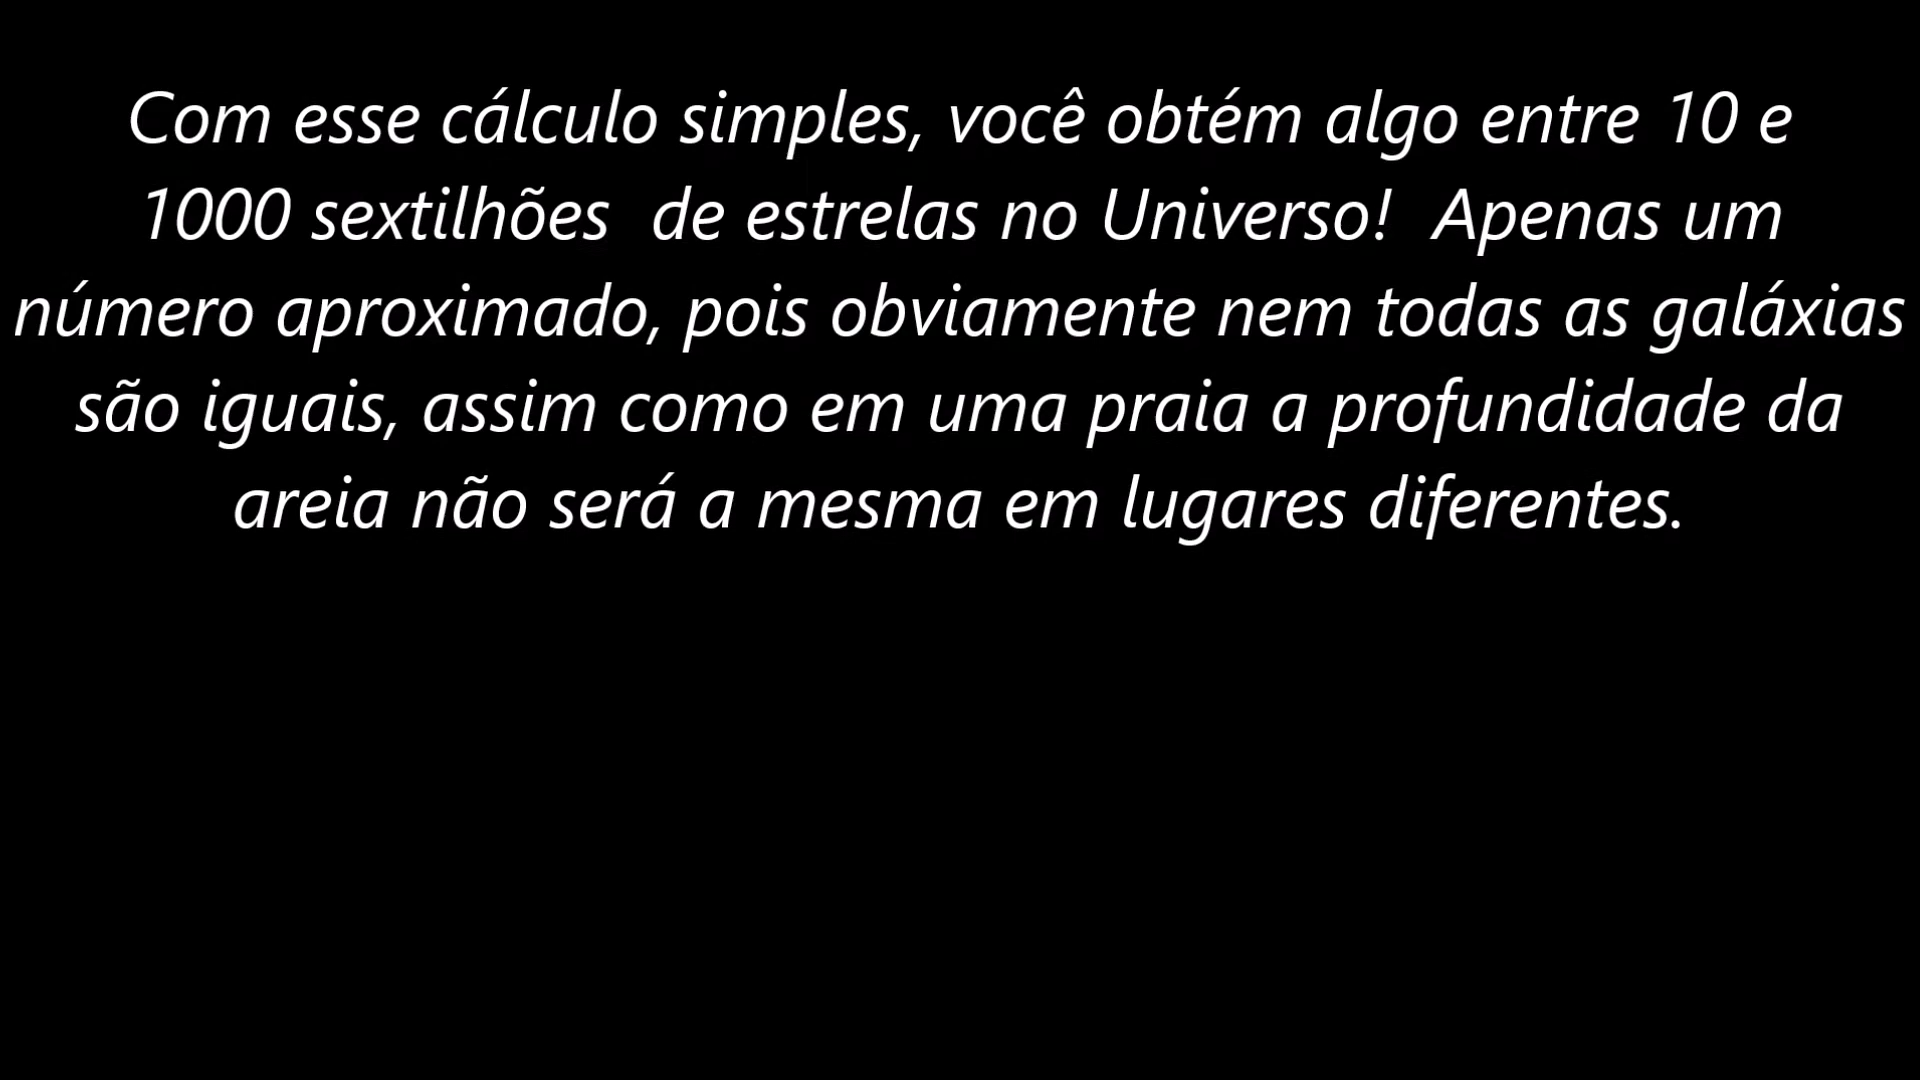 Com esse cálculo simples, você obtém algo entre 10 e
1000 sextilhões  de estrelas no Universo!  Apenas um
número aproximado, pois obviamente nem todas as galáxias
são iguais, assim como em uma praia a profundidade da
areia não será a mesma em lugares diferentes.